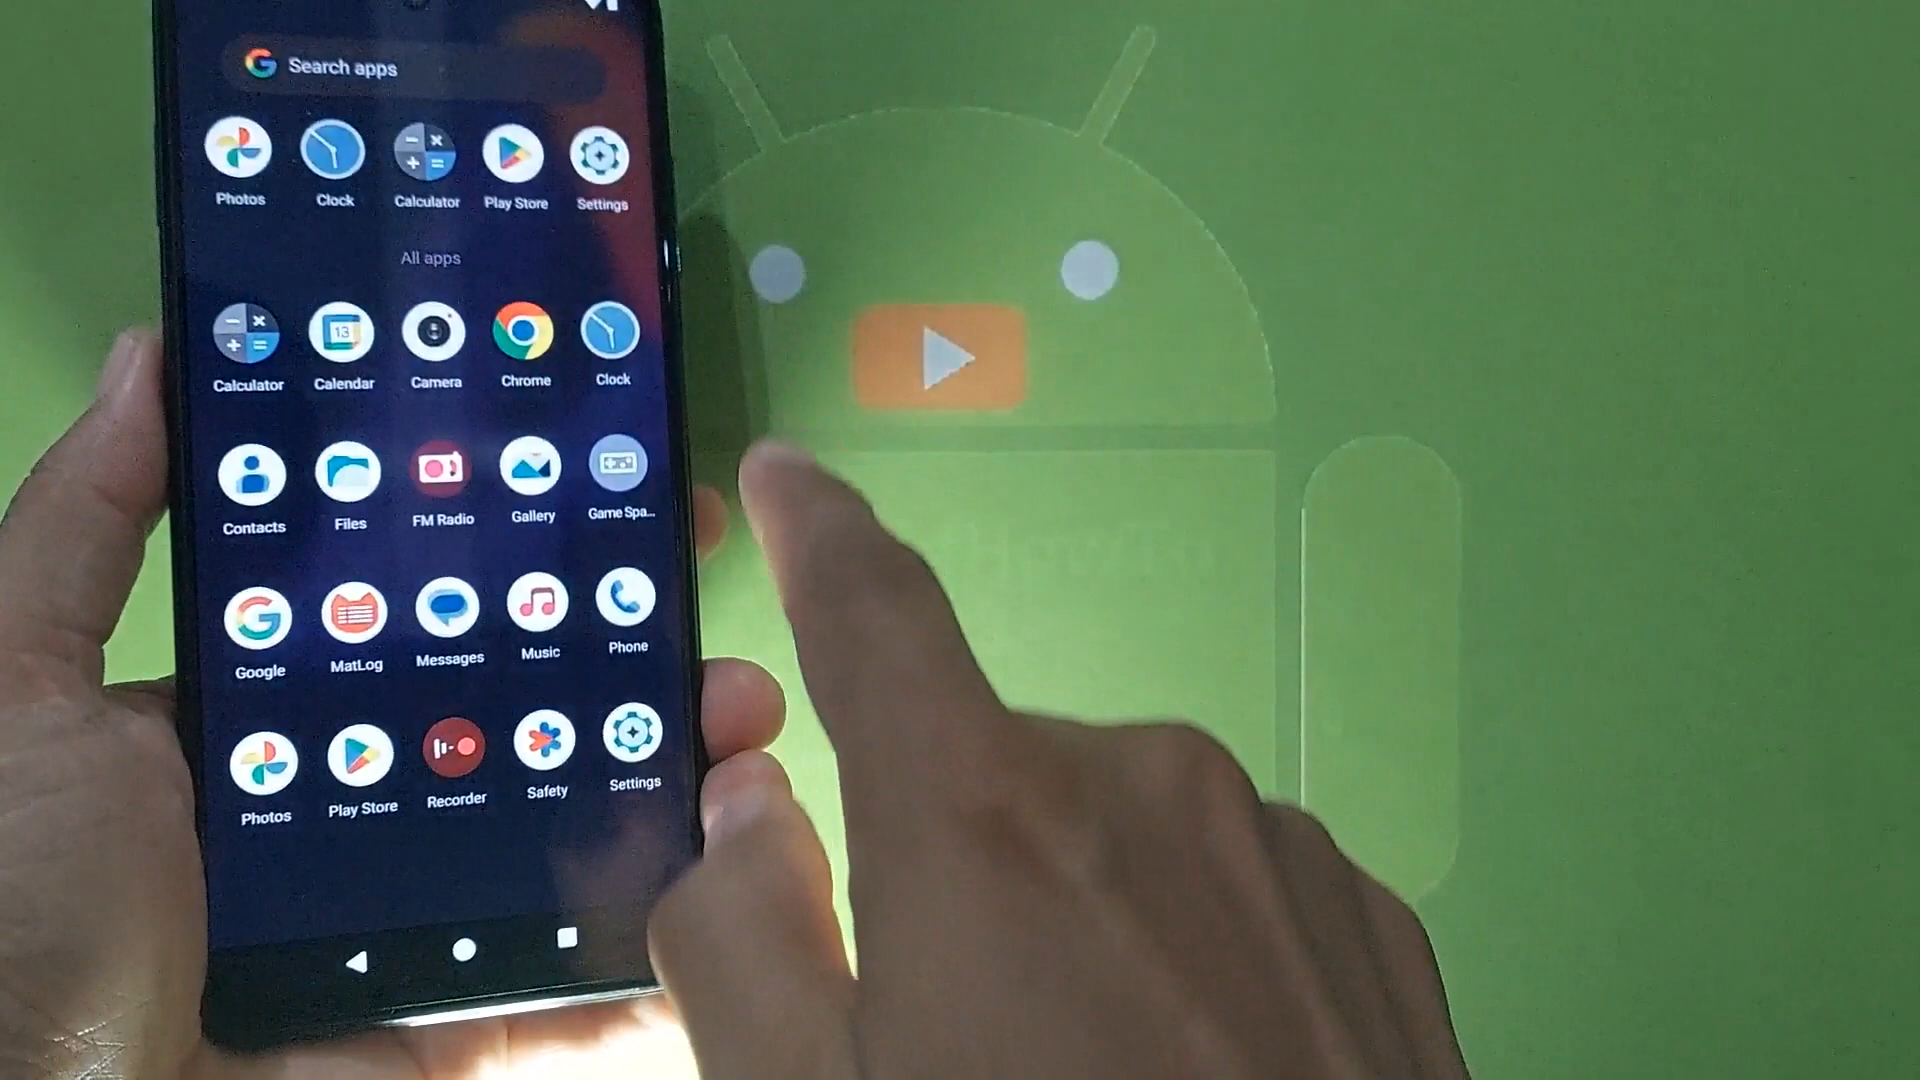 Search apps
Photos Clock Calculator Play Store Settings
All apps
Calculator Calendar Camera Chrome Clock
13
Contacts Files FM Radio Gallery Game Spa...
Google MatLog Messages Music Phone
Photos Play Store Recorder Safety Settings